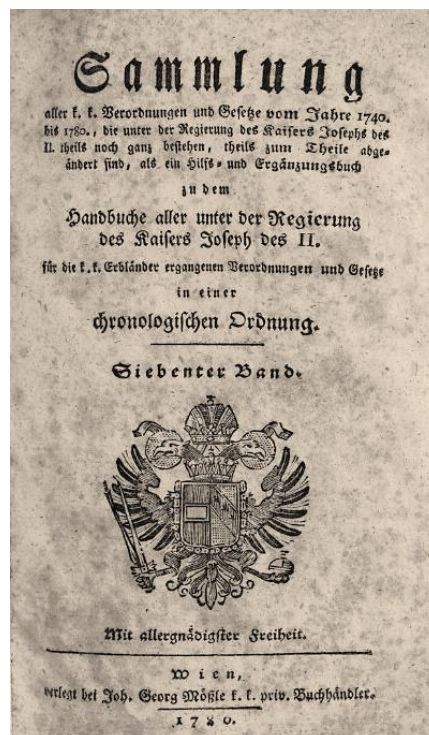 Sammlung
aller k. k. Verordnungen und Gesetze vom Jahre 1740.
bis 1780., die unter der Regierung des Kaisers Josephs des
II. theils noch ganz bestehen, theils zum Theile abge-
ändert sind, als ein Hilfs- und Ergänzungsbuch
zu dem
Handbuche aller unter der Regierung
des Kaisers Joseph des II.
für die k. k. Erbländer ergangenen Verordnungen und Gesetze
in einer
chronologischen Ordnung.
Siebenter Band.
Mit allergnädigster Freiheit.
Wien,
verlegt bei Joh. Georg Mößle k. k. priv. Buchhändler.